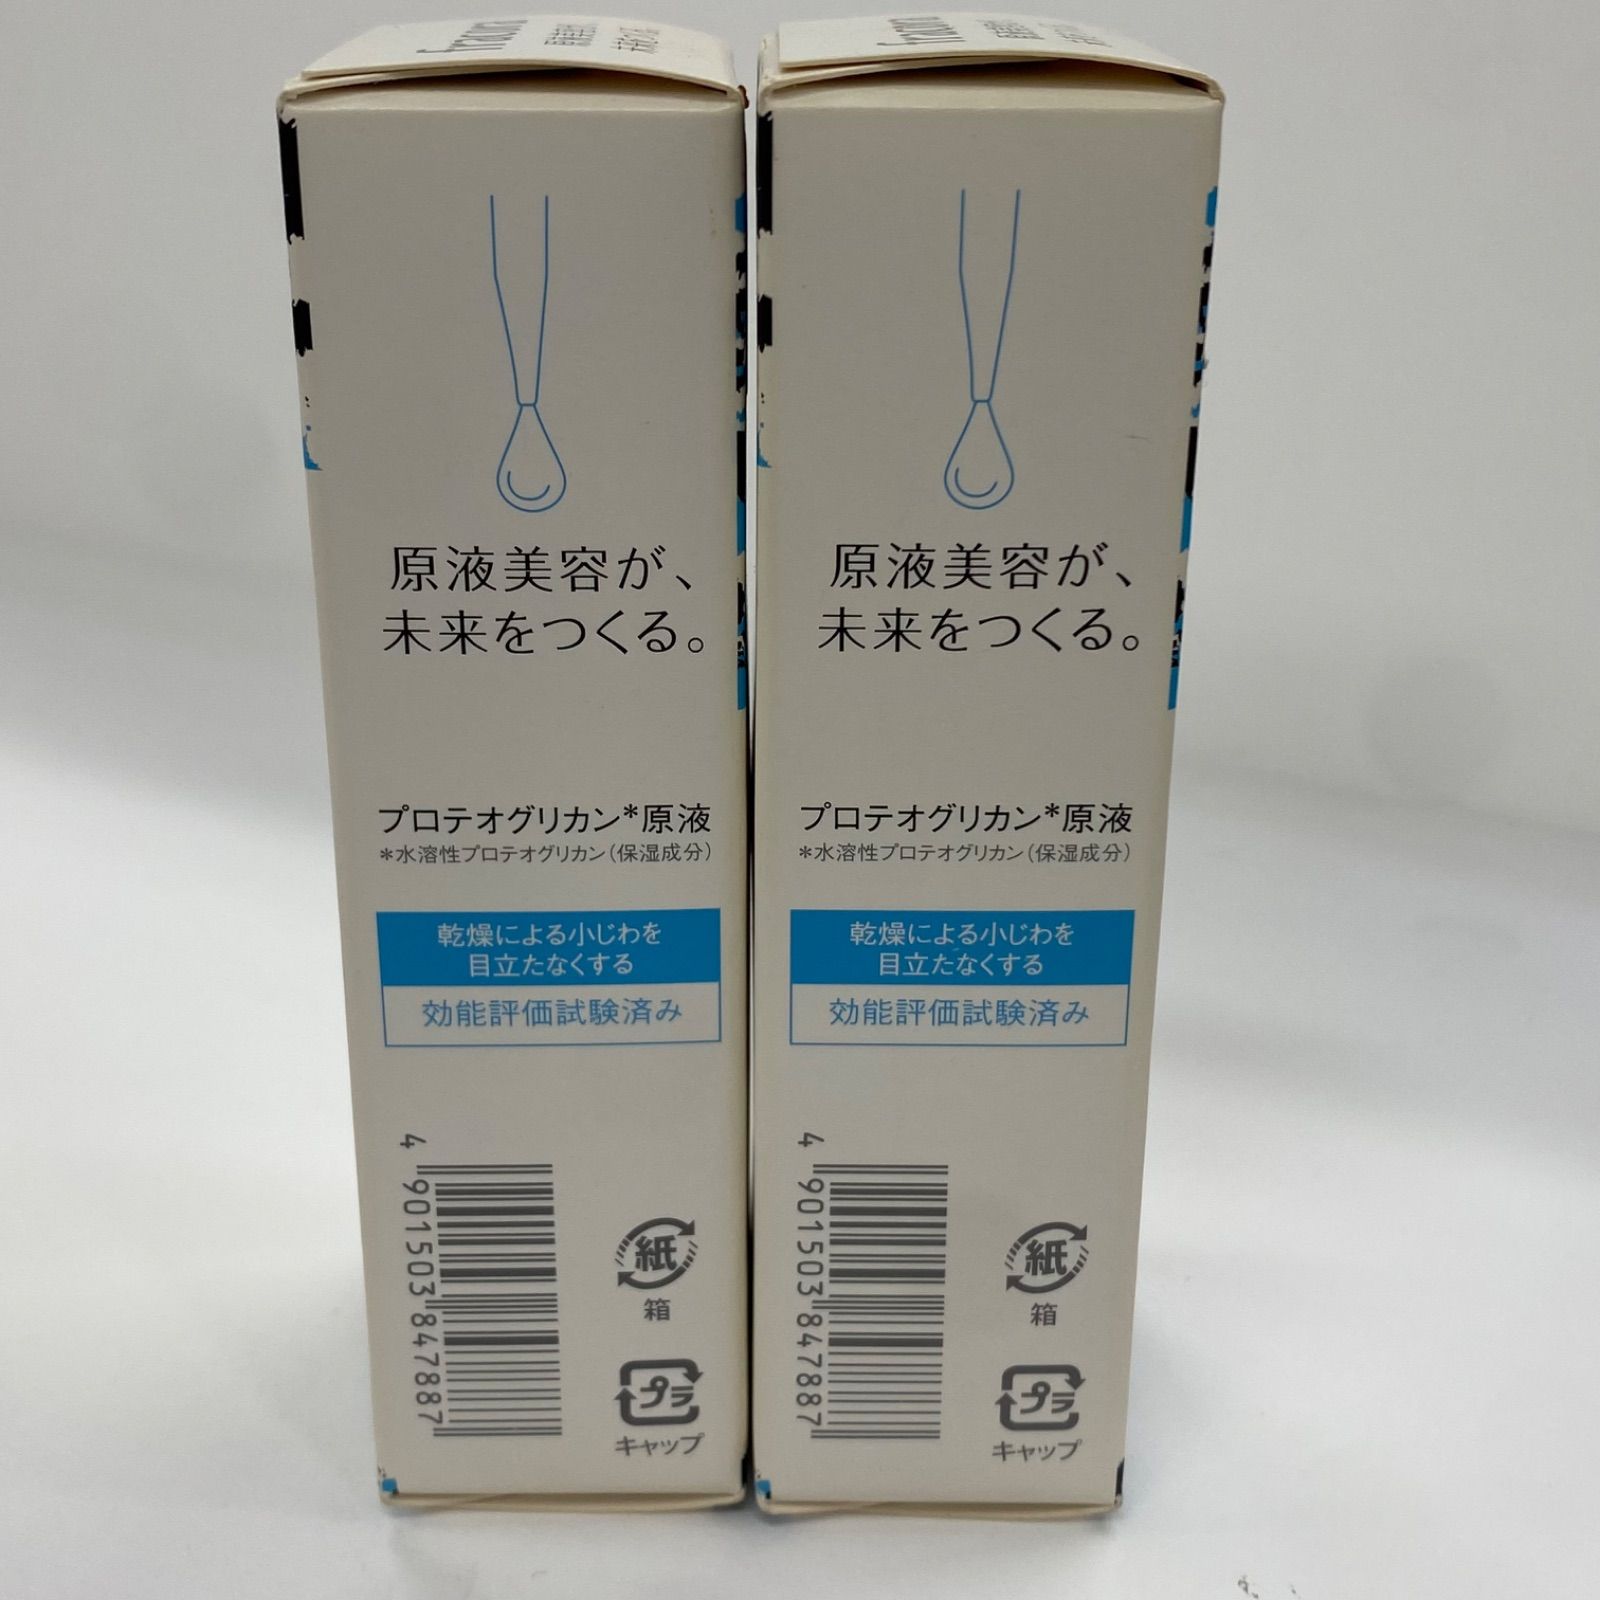 fracora
原液美容が、
未来をつくる。
プロテオグリカン*原液
*水溶性プロテオグリカン(保湿成分)
乾燥による小じわを
目立たなくする
効能評価試験済み
4 901503 847887
紙
箱
プラ
キャップ
fracora
原液美容が、
未来をつくる。
プロテオグリカン*原液
*水溶性プロテオグリカン(保湿成分)
乾燥による小じわを
目立たなくする
効能評価試験済み
4 901503 847887
紙
箱
プラ
キャップ